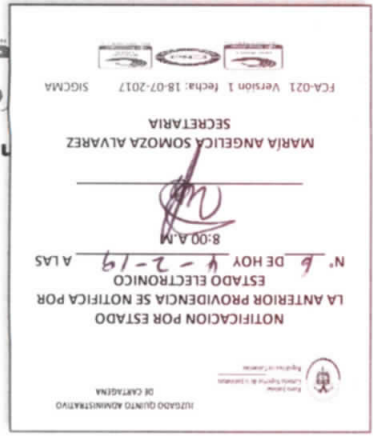 JUZGADO QUINTO ADMINISTRATIVO
DE CARTAGENA
NOTIFICACION POR ESTADO
LA ANTERIOR PROVIDENCIA SE NOTIFICA POR
ESTADO ELECTRONICO
N° 6 DE HOY 4-2-19 A LAS
8:00 A.M
MARÍA ANGELICA SOMOZA ALVAREZ
SECRETARIA
FCA-021 Versión 1 fecha: 18-07-2017 SIGCMA